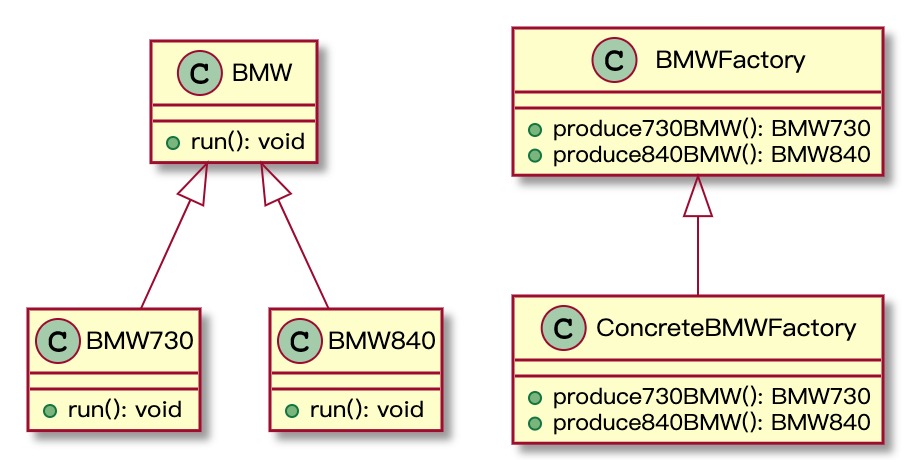 C BMW
run(): void
C BMWFactory
produce730BMW(): BMW730
produce840BMW(): BMW840
C BMW730
run(): void
C BMW840
run(): void
C ConcreteBMWFactory
produce730BMW(): BMW730
produce840BMW(): BMW840